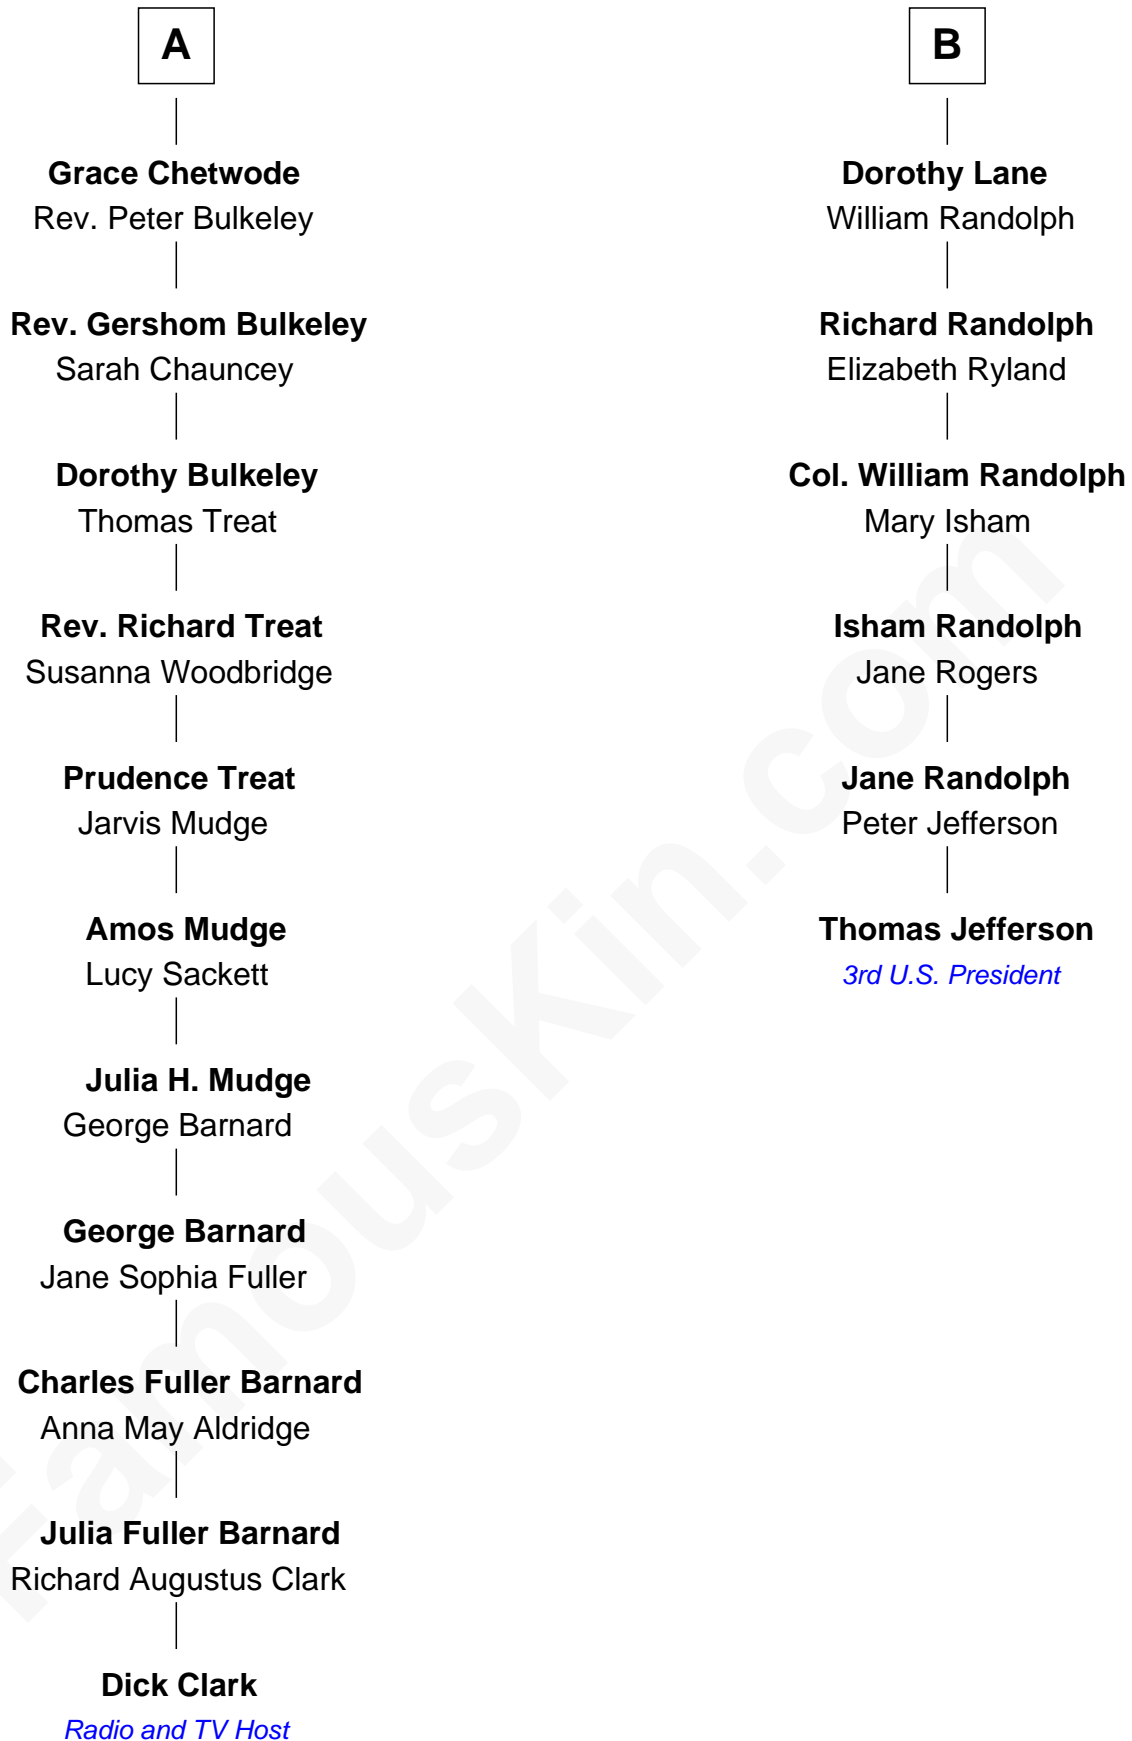 A
Grace Chetwode
Rev. Peter Bulkeley
Rev. Gershom Bulkeley
Sarah Chauncey
Dorothy Bulkeley
Thomas Treat
Rev. Richard Treat
Susanna Woodbridge
Prudence Treat
Jarvis Mudge
Amos Mudge
Lucy Sackett
Julia H. Mudge
George Barnard
George Barnard
Jane Sophia Fuller
Charles Fuller Barnard
Anna May Aldridge
Julia Fuller Barnard
Richard Augustus Clark
Dick Clark
Radio and TV Host
B
Dorothy Lane
William Randolph
Richard Randolph
Elizabeth Ryland
Col. William Randolph
Mary Isham
Isham Randolph
Jane Rogers
Jane Randolph
Peter Jefferson
Thomas Jefferson
3rd U.S. President
FamousKin.com